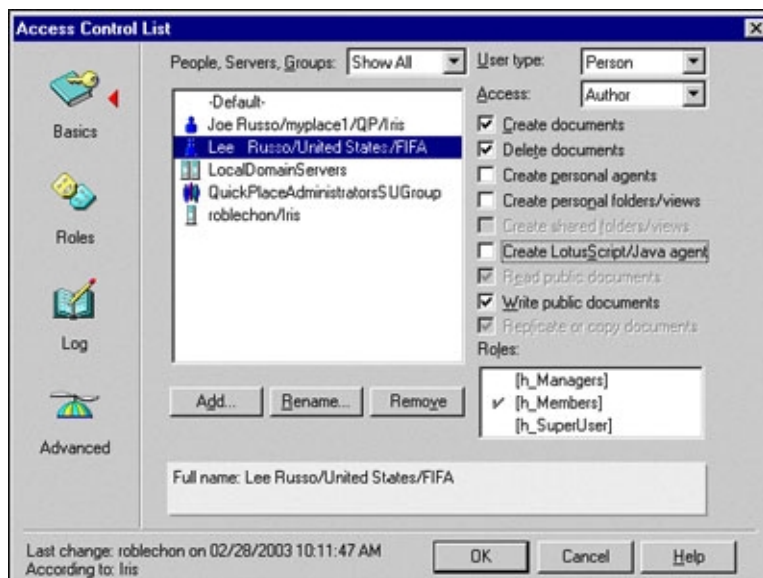 Access Control List
Basics
Roles
Log
Advanced
People, Servers, Groups: Show All
-Default-
Joe Russo/myplace1/QP/Iris
Lee Russo/United States/FIFA
LocalDomainServers
QuickPlaceAdministratorsSUGroup
roblechon/Iris
Add...
Rename...
Remove
User type: Person
Access: Author
Create documents
Delete documents
Create personal agents
Create personal folders/views
Create shared folders/views
Create LotusScript/Java agent
Read public documents
Write public documents
Replicate or copy documents
Roles:
[h_Managers]
[h_Members]
[h_SuperUser]
Full name: Lee Russo/United States/FIFA
Last change: roblechon on 02/28/2003 10:11:47 AM
According to: Iris
OK
Cancel
Help